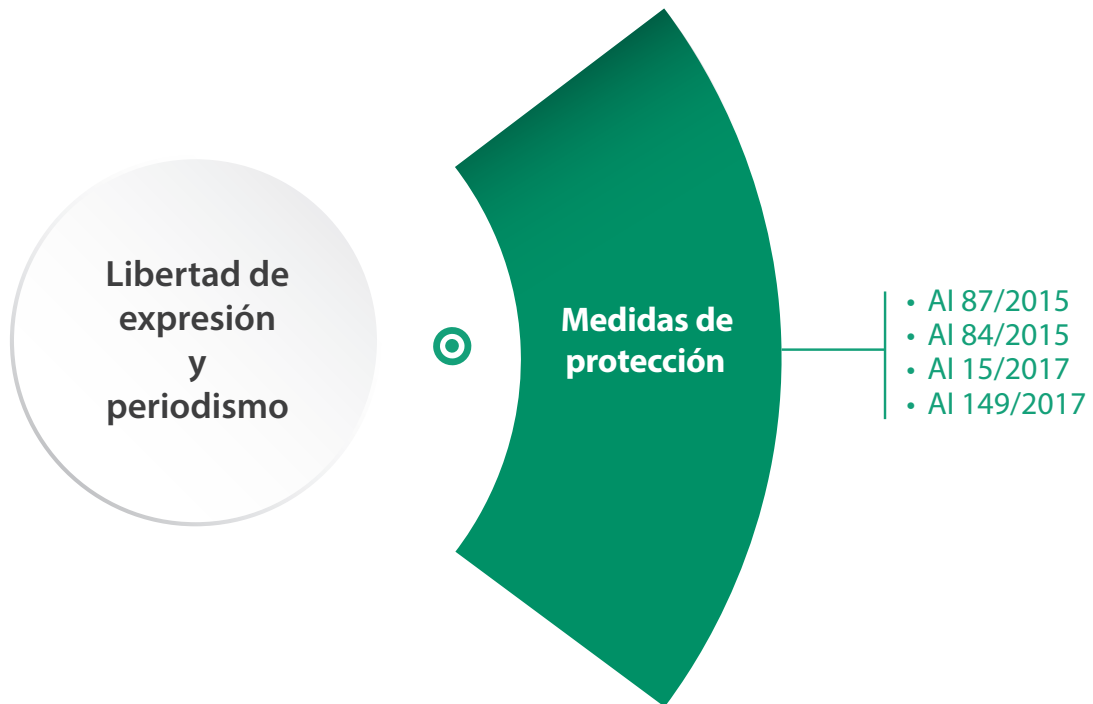 Libertad de
expresión
y
periodismo
Medidas de
protección
• AI 87/2015
• AI 84/2015
• AI 15/2017
• AI 149/2017